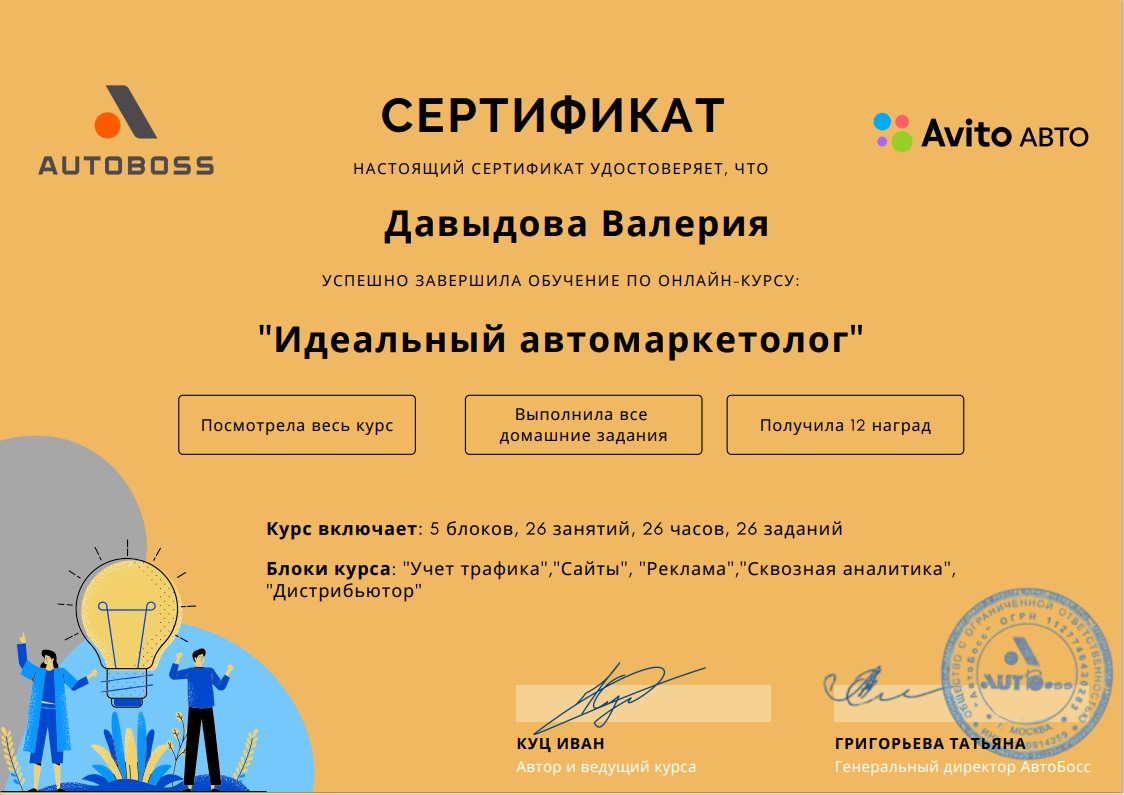 AUTOBOSS
СЕРТИФИКАТ
Avito АВТО
НАСТОЯЩИЙ СЕРТИФИКАТ УДОСТОВЕРЯЕТ, ЧТО
Давыдова Валерия
УСПЕШНО ЗАВЕРШИЛА ОБУЧЕНИЕ ПО ОНЛАЙН-КУРСУ:
"Идеальный автомаркетолог"
Посмотрела весь курс
Выполнила все
домашние задания
Получила 12 наград
Курс включает: 5 блоков, 26 занятий, 26 часов, 26 заданий
Блоки курса: "Учет трафика","Сайты", "Реклама","Сквозная аналитика",
"Дистрибьютор"
ОБЩЕСТВО С ОГРАНИЧЕННОЙ ОТВЕТСТВЕННОСТЬЮ
"АвтоБосс" ОГРН
AUTBoss
г. МОСКВА
КУЦ ИВАН
Автор и ведущий курса
ГРИГОРЬЕВА ТАТЬЯНА
Генеральный директор АвтоБосс